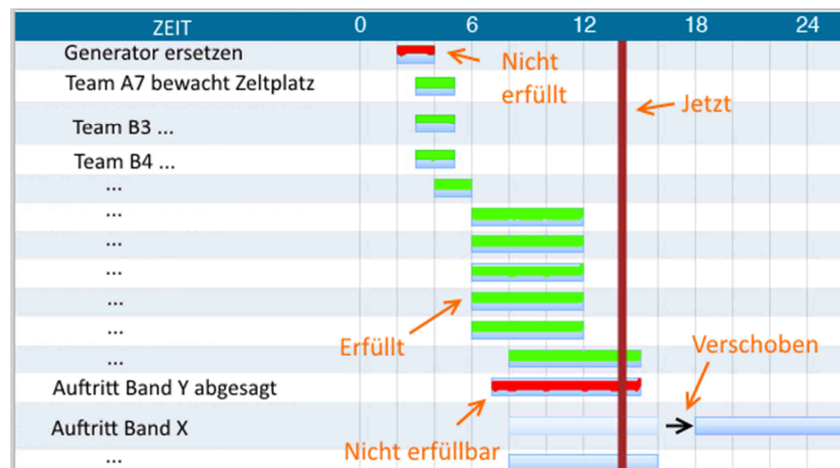 ZEIT 0 6 12 18 24
Generator ersetzen
Nicht
erfüllt
Team A7 bewacht Zeltplatz
Jetzt
Team B3 ...
Team B4 ...
...
...
...
...
...
...
Erfüllt
...
Verschoben
Auftritt Band Y abgesagt
Auftritt Band X
Nicht erfüllbar
...